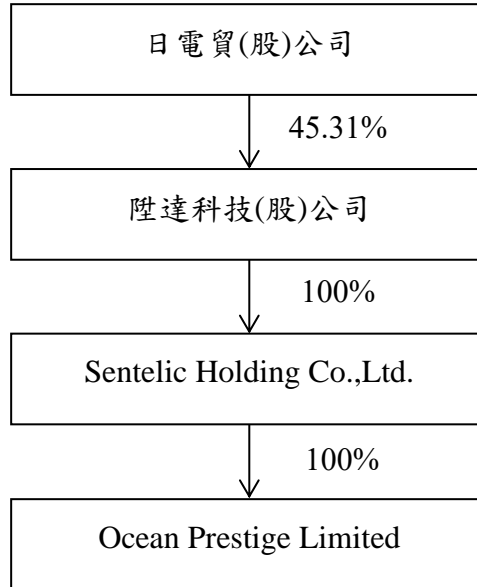 日電貿(股)公司
45.31%
陞達科技(股)公司
100%
Sentelic Holding Co.,Ltd.
100%
Ocean Prestige Limited